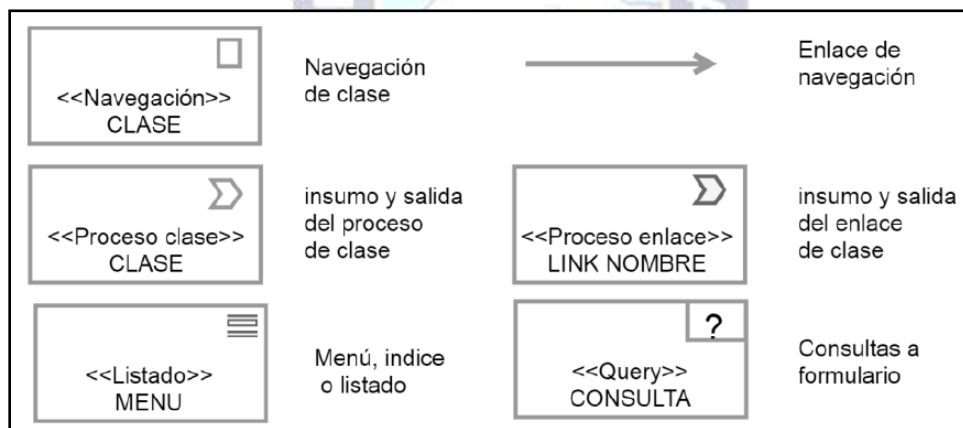 <<Navegación>>
CLASE
Navegación
de clase
Enlace de
navegación
<<Proceso clase>>
CLASE
insumo y salida
del proceso
de clase
<<Proceso enlace>>
LINK NOMBRE
insumo y salida
del enlace
de clase
<<Listado>>
MENU
Menú, indice
o listado
?
<<Query>>
CONSULTA
Consultas a
formulario